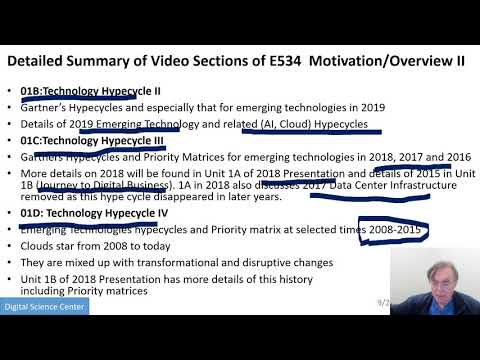 Detailed Summary of Video Sections of E534 Motivation/Overview II
• 01B:Technology Hypecycle II
• Gartner's Hypecycles and especially that for emerging technologies in 2019
• Details of 2019 Emerging Technology and related (AI, Cloud) Hypecycles
• 01C:Technology Hypecycle III
• Gartners Hypecycles and Priority Matrices for emerging technologies in 2018, 2017 and 2016
• More details on 2018 will be found in Unit 1A of 2018 Presentation and details of 2015 in Unit
1B (Journey to Digital Business). 1A in 2018 also discusses 2017 Data Center Infrastructure
removed as this hype cycle disappeared in later years.
• 01D: Technology Hypecycle IV
• Emerging Technologies hypecycles and Priority matrix at selected times 2008-2015
• Clouds star from 2008 to today
• They are mixed up with transformational and disruptive changes
• Unit 1B of 2018 Presentation has more details of this history
including Priority matrices
Digital Science Center